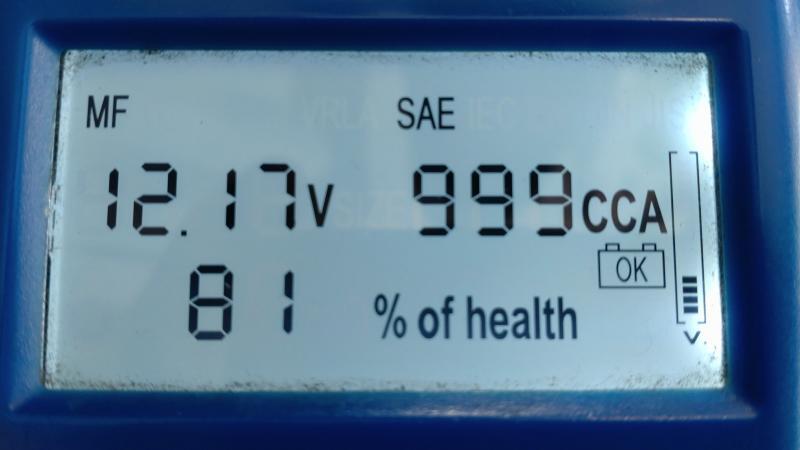 MF SAE
12.17V 999CCA
OK
81 % of health